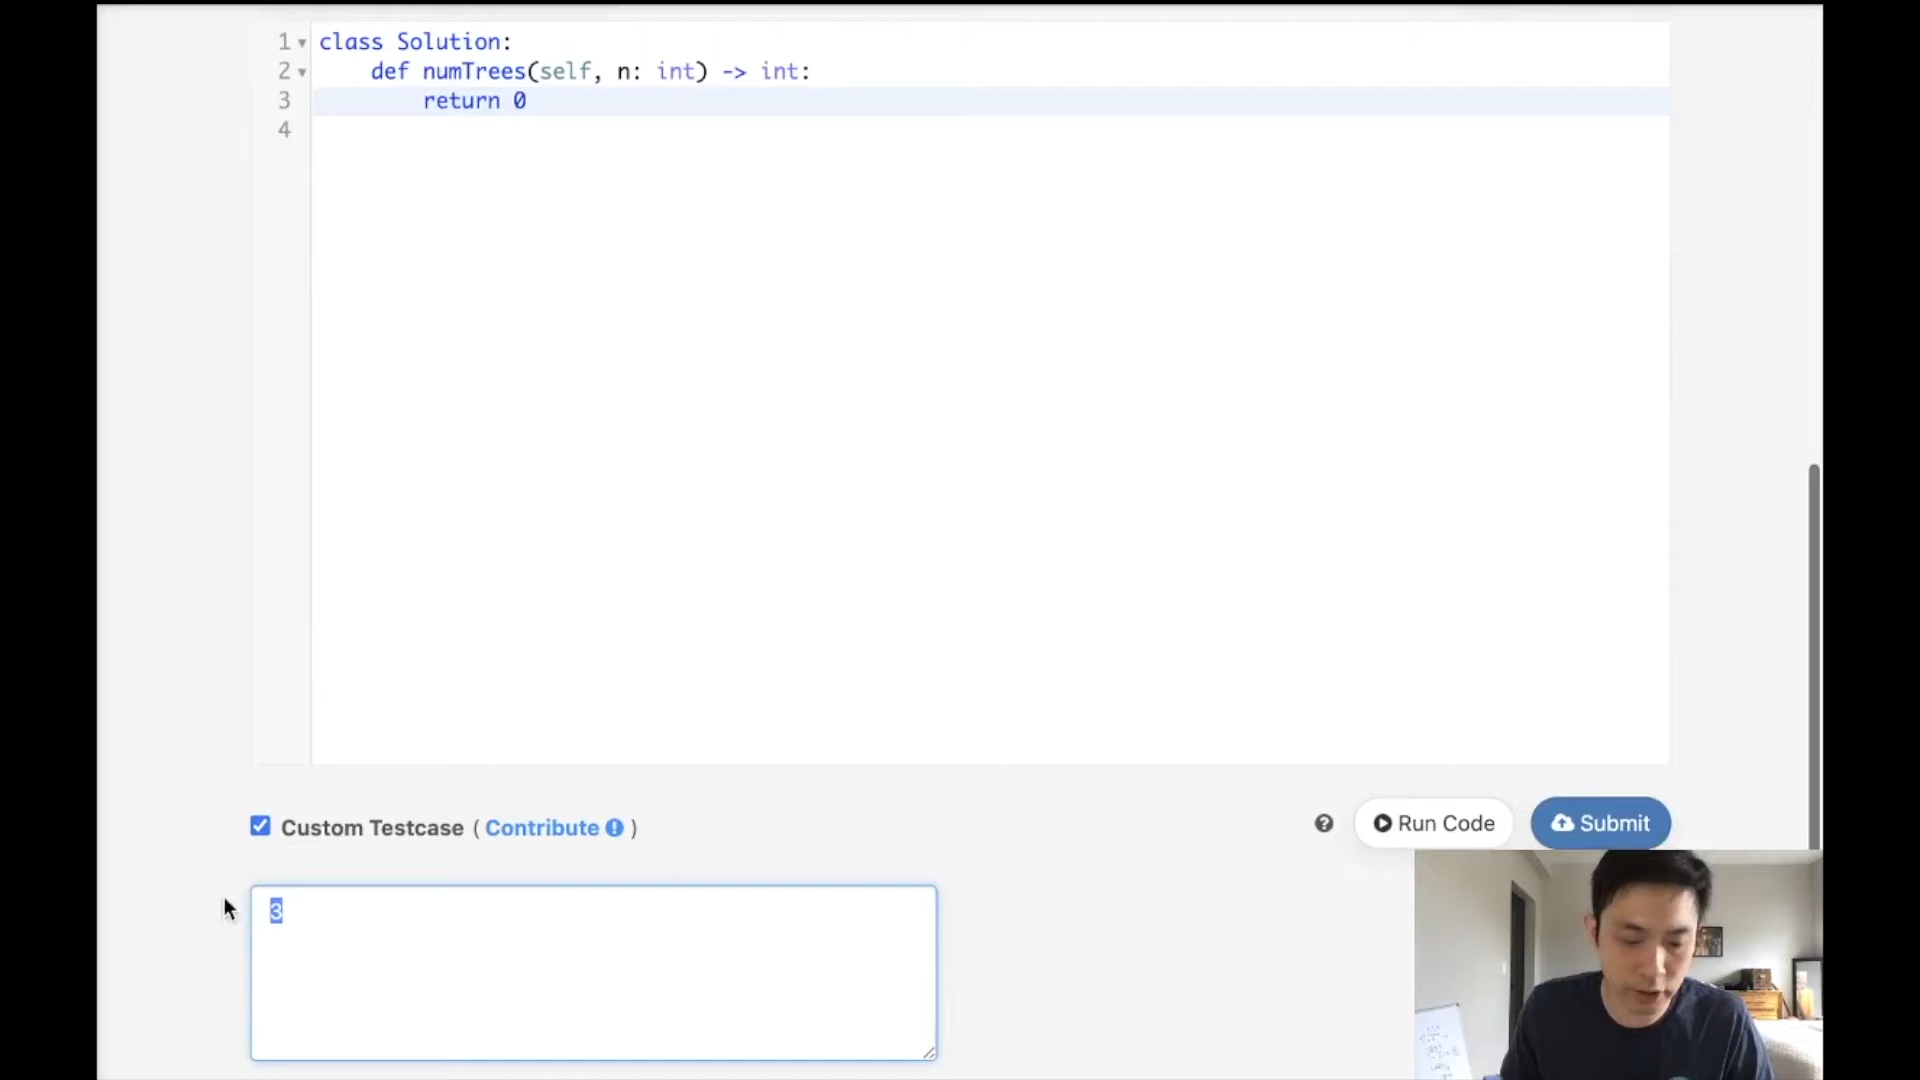 1 class Solution:
2     def numTrees(self, n: int) -> int:
3         return 0
4
Custom Testcase ( Contribute ! )
? Run Code Submit
3